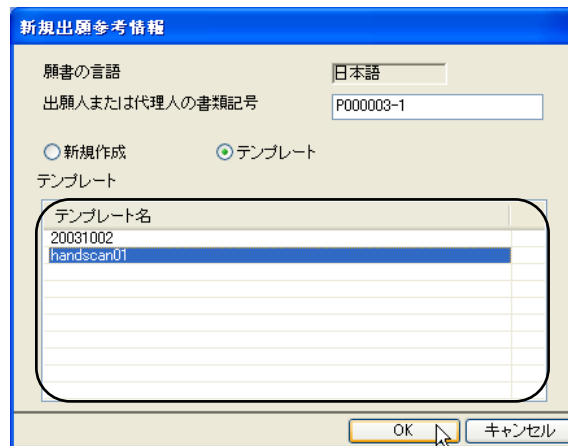 新規出願参考情報
願書の言語 日本語
出願人または代理人の書類記号 P000003-1
新規作成 テンプレート
テンプレート
テンプレート名
20031002
handscan01
OK キャンセル